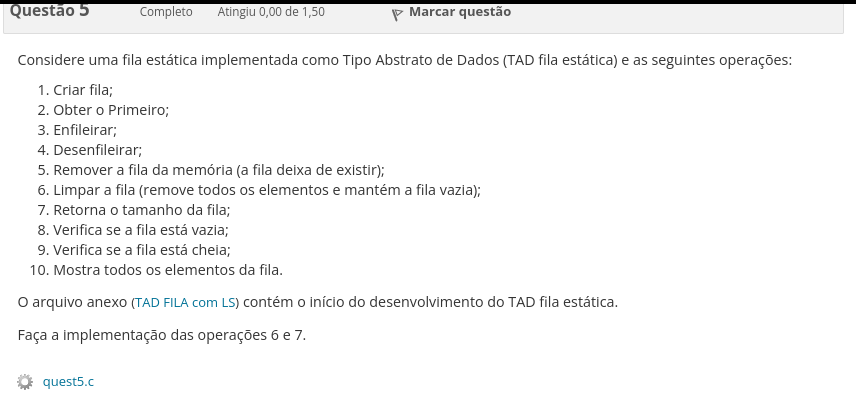 Questão 5 Completo Atingiu 0,00 de 1,50 Marcar questão
Considere uma fila estática implementada como Tipo Abstrato de Dados (TAD fila estática) e as seguintes operações:
1. Criar fila;
2. Obter o Primeiro;
3. Enfileirar;
4. Desenfileirar;
5. Remover a fila da memória (a fila deixa de existir);
6. Limpar a fila (remove todos os elementos e mantém a fila vazia);
7. Retorna o tamanho da fila;
8. Verifica se a fila está vazia;
9. Verifica se a fila está cheia;
10. Mostra todos os elementos da fila.
O arquivo anexo (TAD FILA com LS) contém o início do desenvolvimento do TAD fila estática.
Faça a implementação das operações 6 e 7.
quest5.c